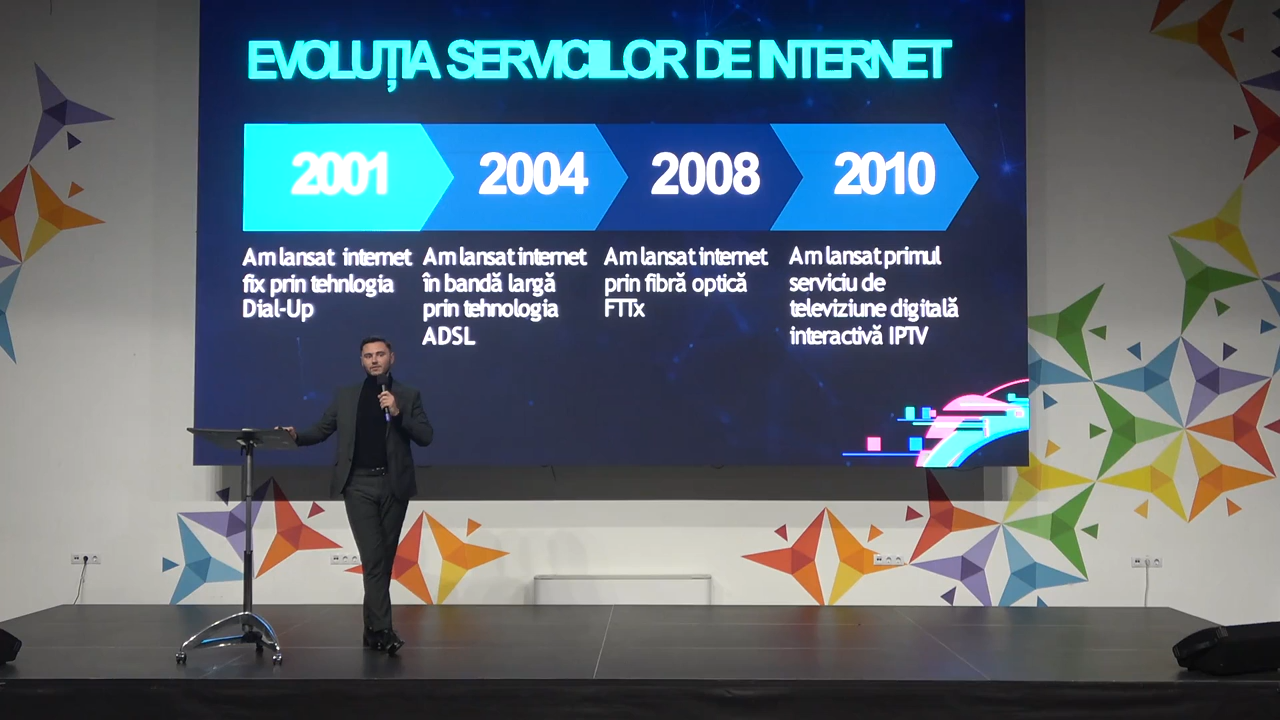 EVOLUȚIA SERVICIILOR DE INTERNET
2001
2004
2008
2010
Am lansat internet
fix prin tehnlogia
Dial-Up
Am lansat internet
în bandă largă
prin tehnologia
ADSL
Am lansat internet
prin fibră optică
FTTx
Am lansat primul
serviciu de
televiziune digitală
interactivă IPTV